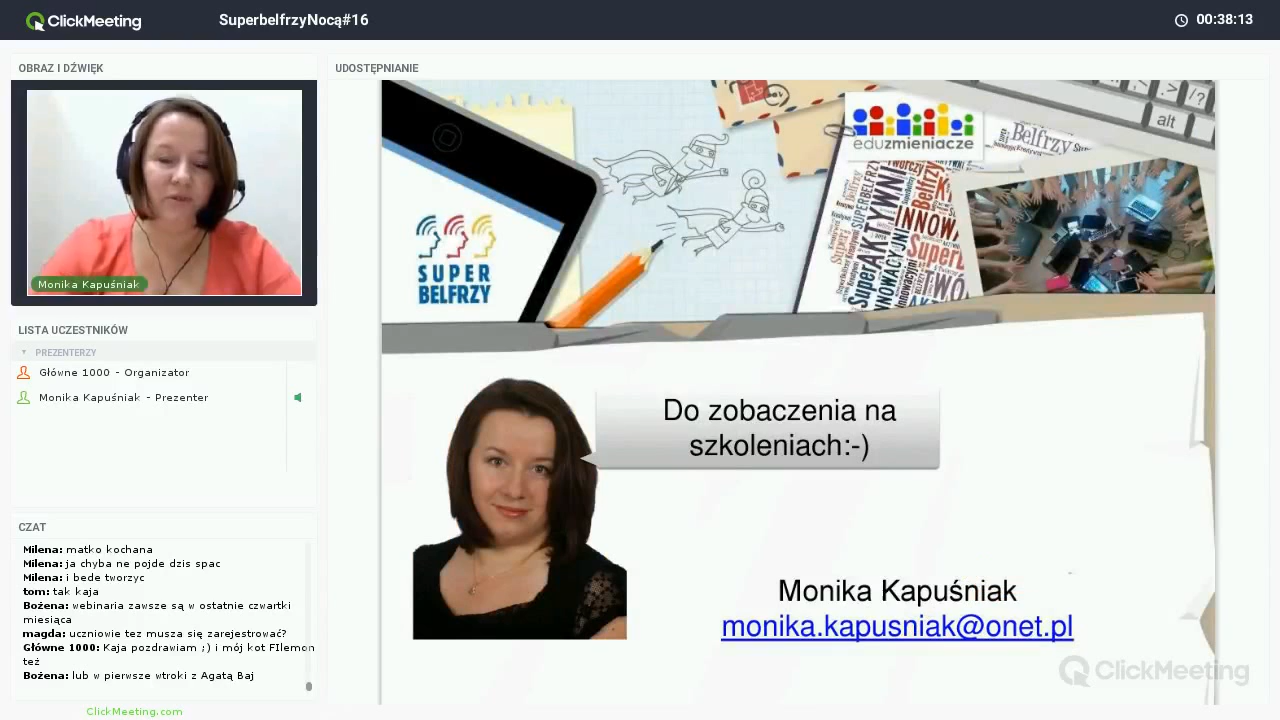 ClickMeeting
SuperbelfrzyNocą#16
00:38:13
OBRAZ I DŹWIĘK
Monika Kapuśniak
LISTA UCZESTNIKÓW
PREZENTERZY
Główne 1000 - Organizator
Monika Kapuśniak - Prezenter
CZAT
Milena: matko kochana
Milena: ja chyba ne pojde dzis spac
Milena: i bede tworzyc
tom: tak kaja
Bożena: webinaria zawsze są w ostatnie czwartki
miesiąca
magda: uczniowie tez musza się zarejestrować?
Główne 1000: Kaja pozdrawiam ;) i mój kot FIlemon
też
Bożena: lub w pierwsze wtroki z Agatą Baj
ClickMeeting.com
UDOSTĘPNIANIE
SUPER
BELFRZY
eduzmieniacze
Belfrzy
alt
AKTYWNI
INNOWACYJNI
Do zobaczenia na
szkoleniach:-)
Monika Kapuśniak
monika.kapusniak@onet.pl
ClickMeeting